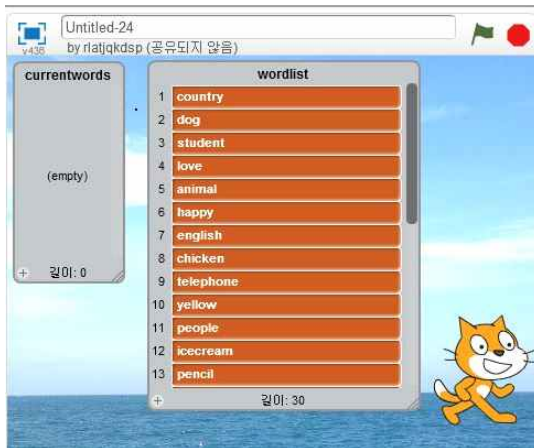 Untitled-24
v436
by rlatjqkdsp (공유되지 않음)
currentwords
(empty)
+ 길이: 0
wordlist
1 country
2 dog
3 student
4 love
5 animal
6 happy
7 english
8 chicken
9 telephone
10 yellow
11 people
12 icecream
13 pencil
+ 길이: 30